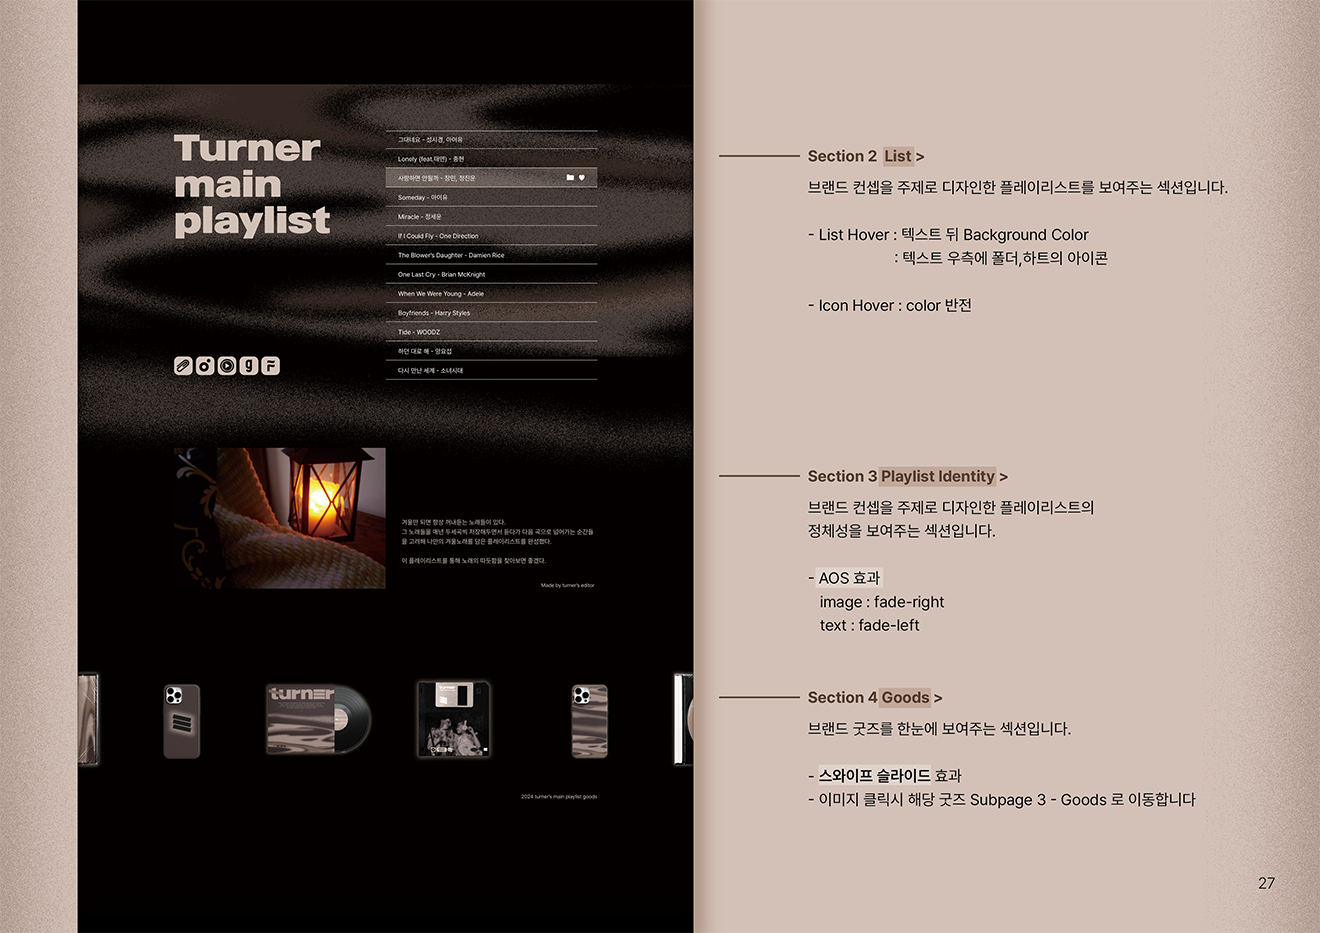 Turner
main
playlist
그대네요 - 성시경, 아이유
Lonely (feat.태연) - 종현
사랑하면 안될까 - 창민, 정진운
Someday - 아이유
Miracle - 정세운
If I Could Fly - One Direction
The Blower's Daughter - Damien Rice
One Last Cry - Brian McKnight
When We Were Young - Adele
Boyfriends - Harry Styles
Tide - WOODZ
하던 대로 해 - 양요섭
다시 만난 세계 - 소녀시대
겨울만 되면 항상 꺼내듣는 노래들이 있다.
그 노래들을 매년 두세곡씩 저장해두면서 듣다가 다음 곡으로 넘어가는 순간들
을 고려해 나만의 겨울노래를 담은 플레이리스트를 완성했다.
이 플레이리스트를 통해 노래의 따듯함을 찾아보면 좋겠다.
Made by turner's editor
turner
2024 turner's main playlist goods
Section 2 List >
브랜드 컨셉을 주제로 디자인한 플레이리스트를 보여주는 섹션입니다.
- List Hover : 텍스트 뒤 Background Color
: 텍스트 우측에 폴더,하트의 아이콘
- Icon Hover : color 반전
Section 3 Playlist Identity >
브랜드 컨셉을 주제로 디자인한 플레이리스트의
정체성을 보여주는 섹션입니다.
- AOS 효과
image : fade-right
text : fade-left
Section 4 Goods >
브랜드 굿즈를 한눈에 보여주는 섹션입니다.
- 스와이프 슬라이드 효과
- 이미지 클릭시 해당 굿즈 Subpage 3 - Goods 로 이동합니다
27